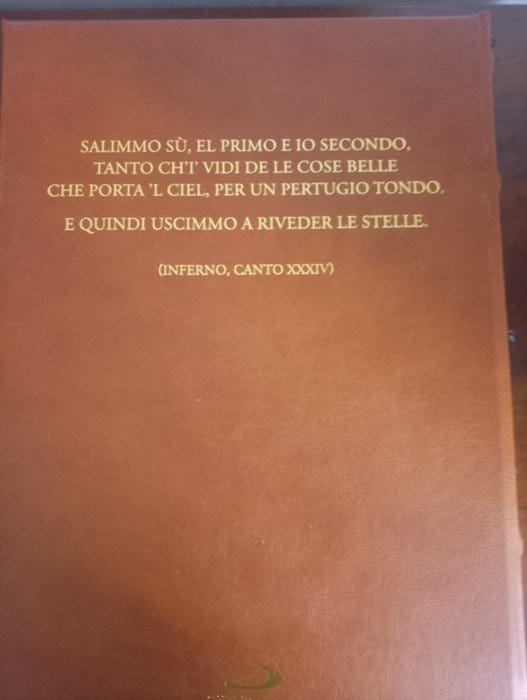 SALIMMO SÙ, EL PRIMO E IO SECONDO,
TANTO CH'I' VIDI DE LE COSE BELLE
CHE PORTA 'L CIEL, PER UN PERTUGIO TONDO.
E QUINDI USCIMMO A RIVEDER LE STELLE.
(INFERNO, CANTO XXXIV)